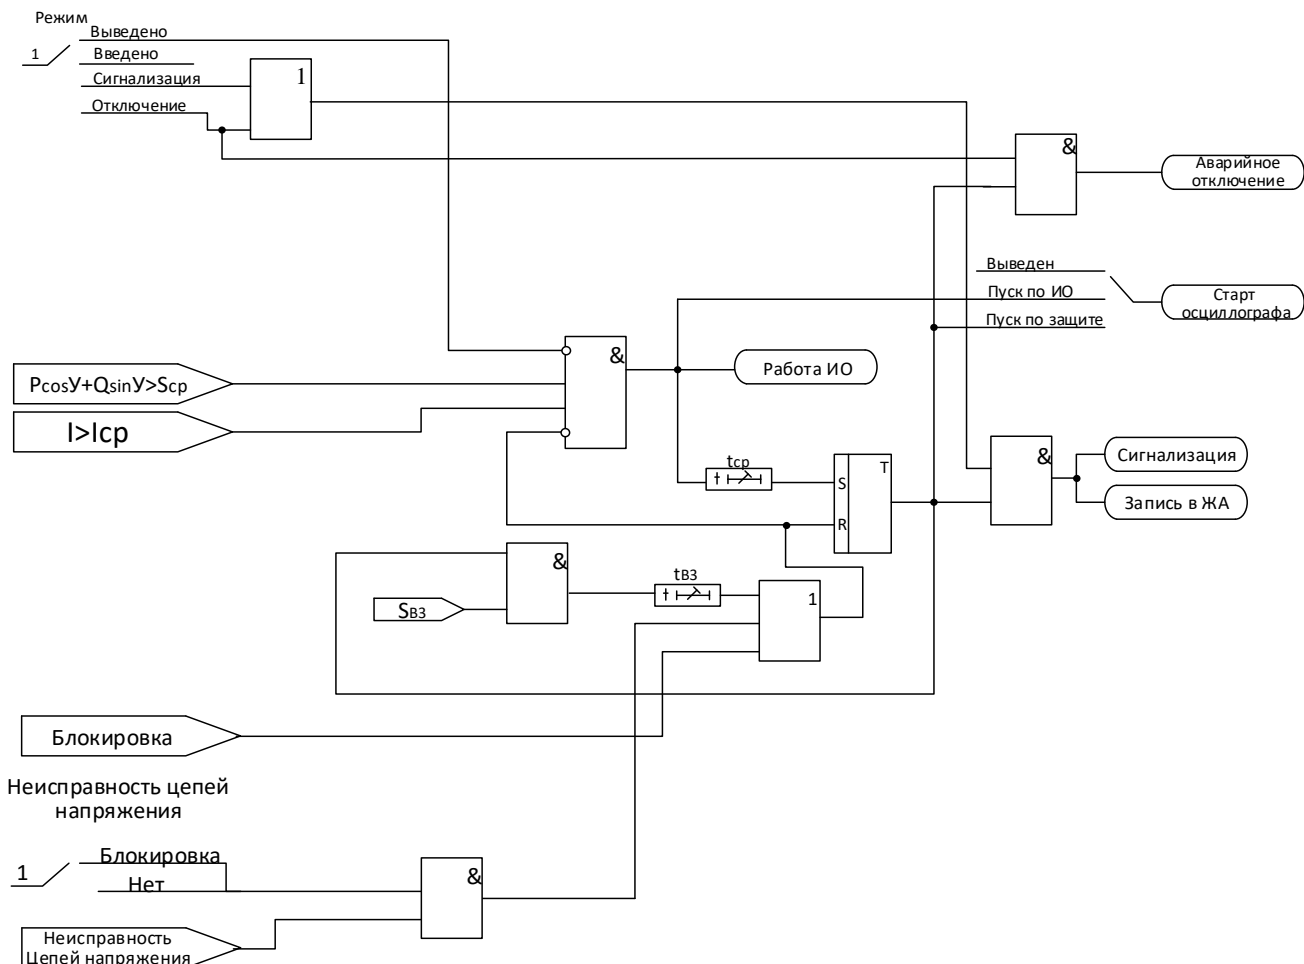 Режим
Выведено
1
Введено
Сигнализация
1
Отключение
&
Аварийное
отключение
Выведен
Пуск по ИО
Старт
осциллографа
Пуск по защите
&
PcosУ+QsinУ>Sср
Работа ИО
I>Iср
&
Сигнализация
tср
T
S
Запись в ЖА
R
&
tВЗ
1
SВЗ
Блокировка
Неисправность цепей
напряжения
Блокировка
1
Нет
&
Неисправность
Цепей напряжения